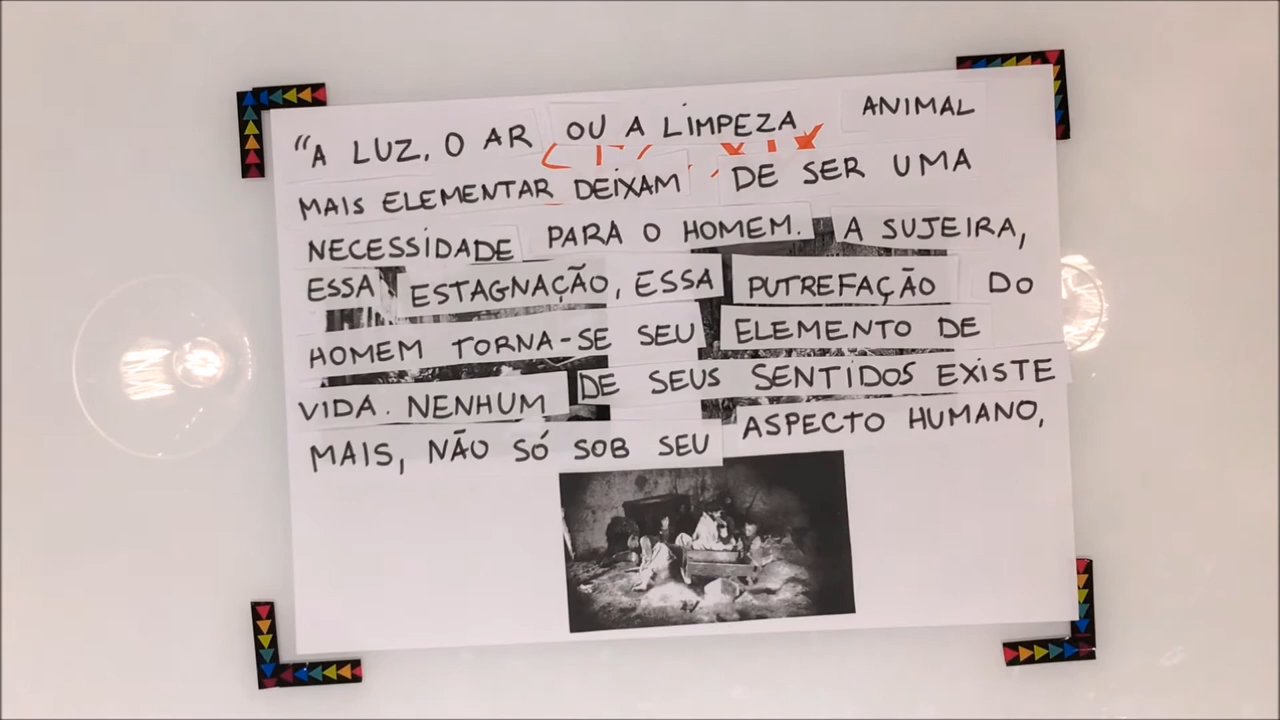 "A LUZ, O AR OU A LIMPEZA ANIMAL
MAIS ELEMENTAR DEIXAM DE SER UMA
NECESSIDADE PARA O HOMEM. A SUJEIRA,
ESSA ESTAGNAÇÃO, ESSA PUTREFAÇÃO DO
HOMEM TORNA-SE SEU ELEMENTO DE
VIDA. NENHUM DE SEUS SENTIDOS EXISTE
MAIS, NÃO SÓ SOB SEU ASPECTO HUMANO,